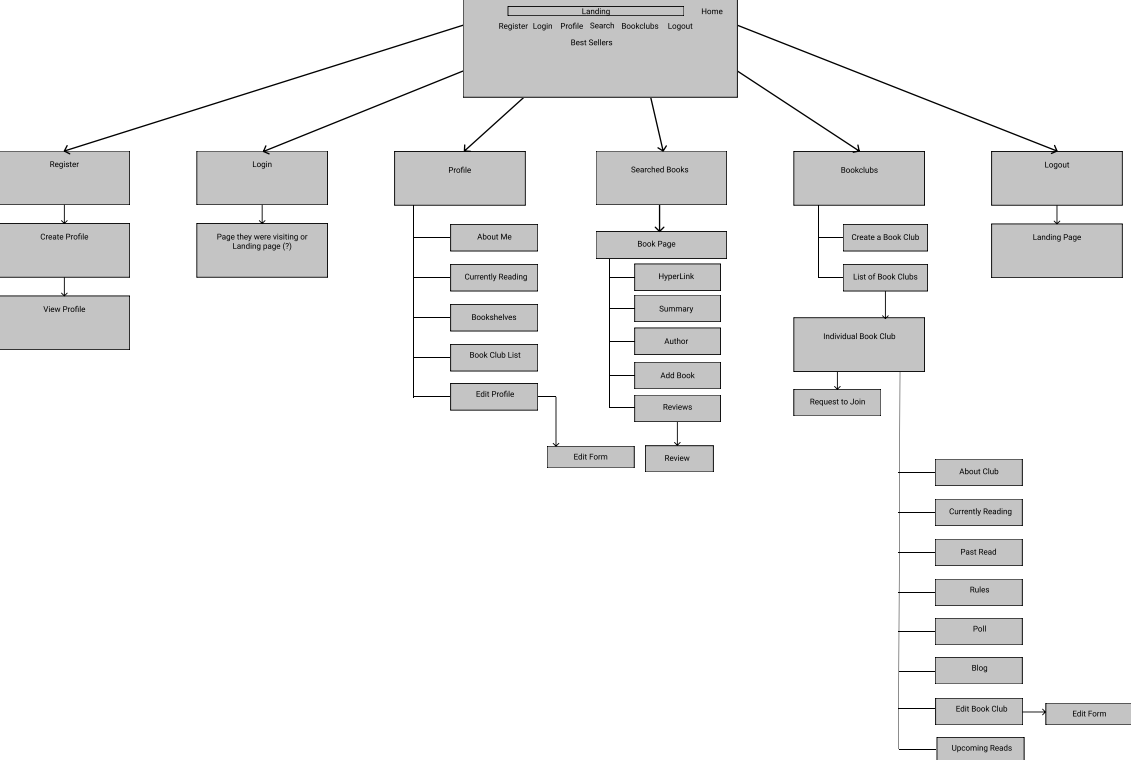 Landing
Home
Register Login Profile Search Bookclubs Logout
Best Sellers
Register
Login
Profile
Searched Books
Bookclubs
Logout
Create Profile
View Profile
Page they were visiting or
Landing page (?)
About Me
Currently Reading
Bookshelves
Book Club List
Edit Profile
Edit Form
Book Page
HyperLink
Summary
Author
Add Book
Reviews
Review
Create a Book Club
List of Book Clubs
Individual Book Club
Request to Join
About Club
Currently Reading
Past Read
Rules
Poll
Blog
Edit Book Club
Edit Form
Upcoming Reads
Landing Page